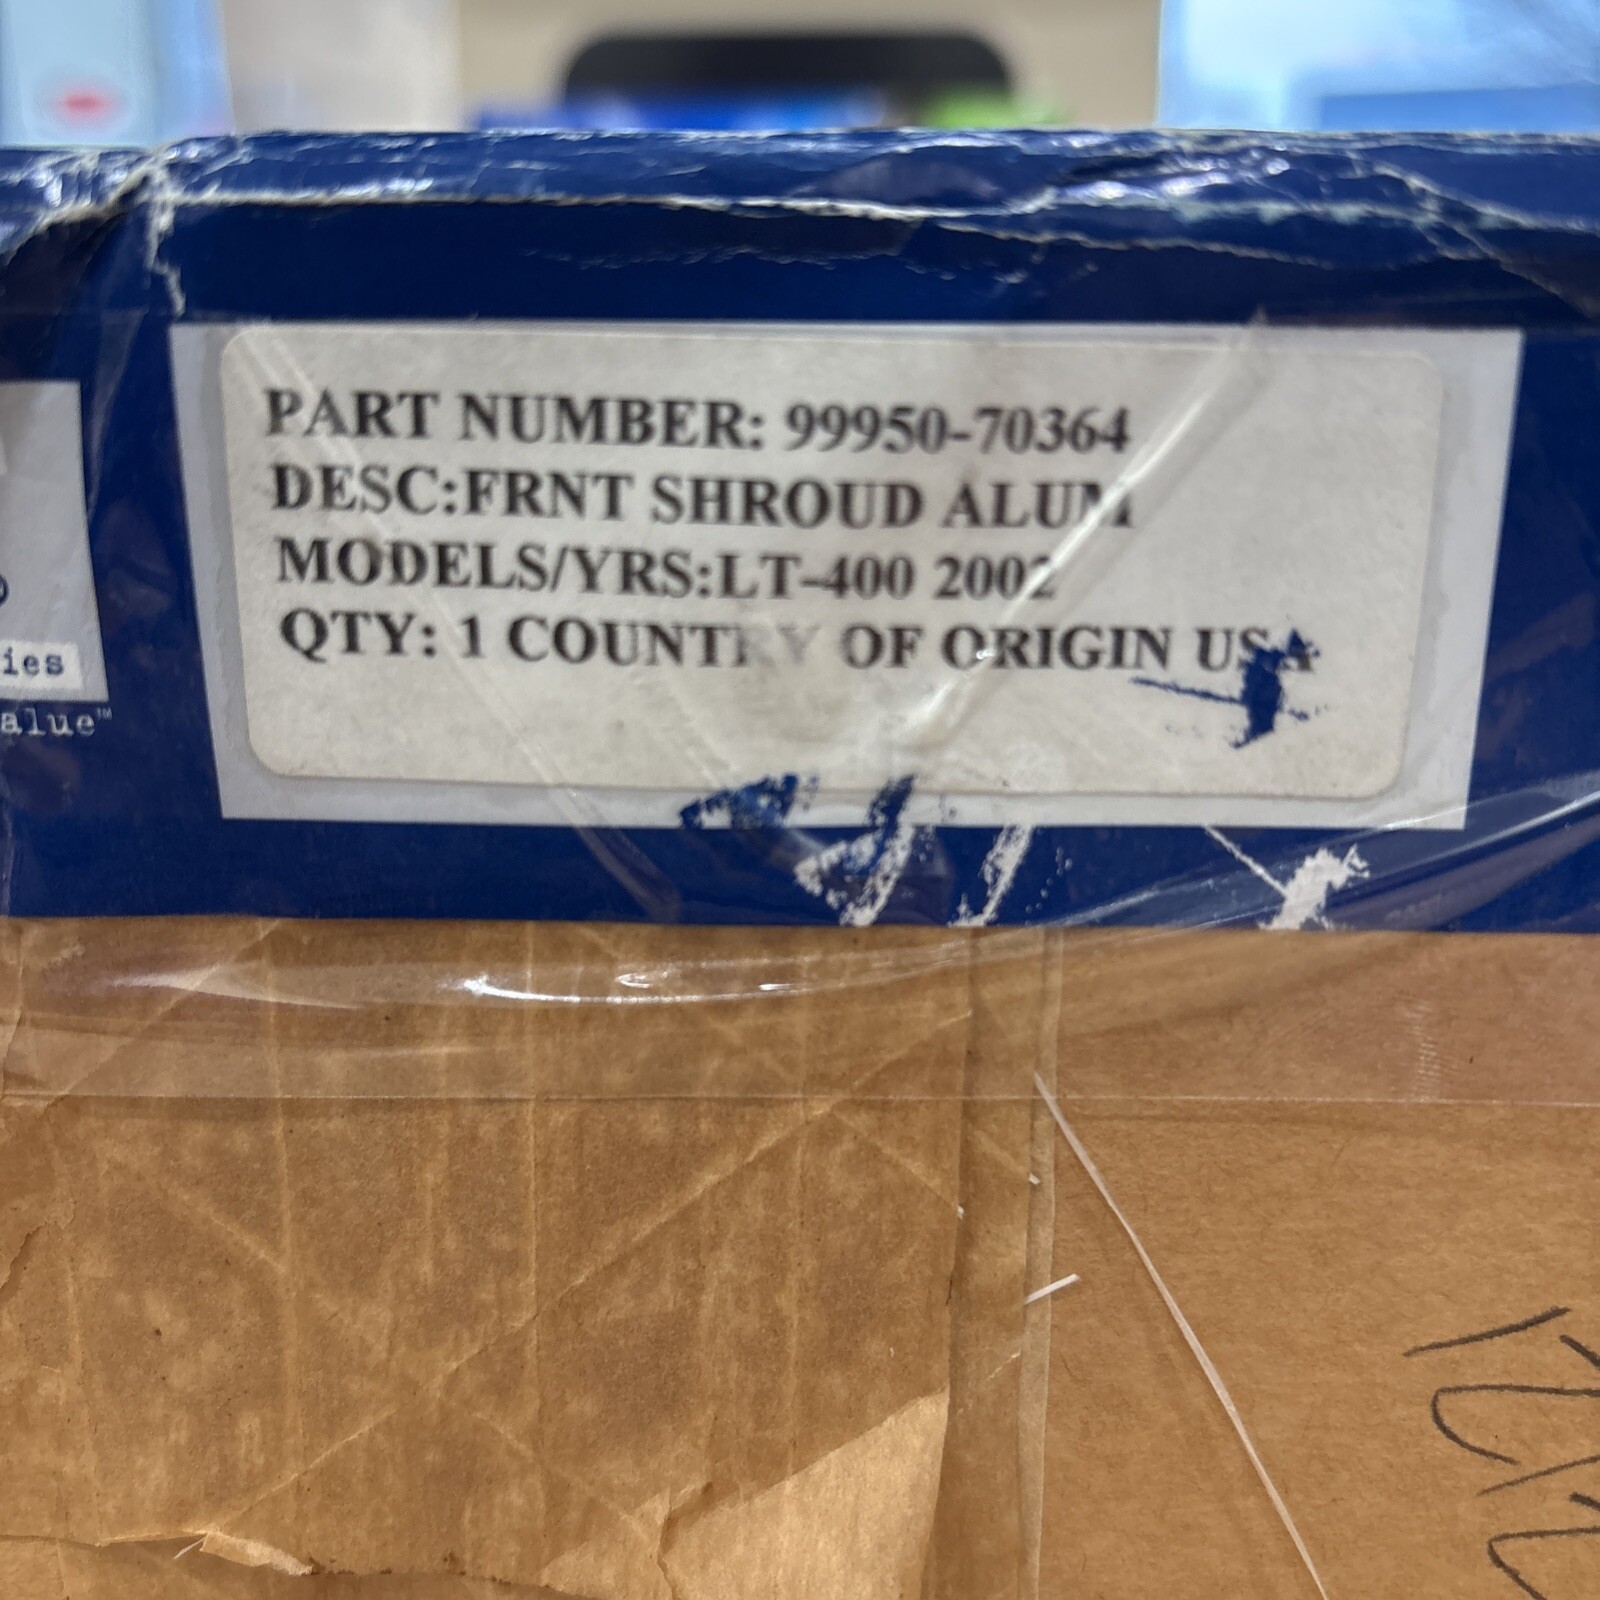 PART NUMBER: 99950-70364
DESC:FRNT SHROUD ALUM
MODELS/YRS:LT-400 2002
QTY: 1 COUNTRY OF ORIGIN USA
ies
alue™